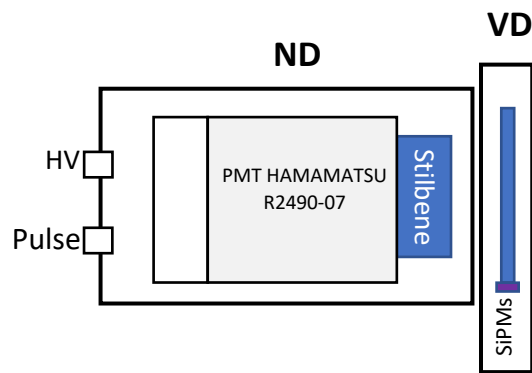 VD
ND
HV
PMT HAMAMATSU
R2490-07
Stilbene
Pulse
SiPMs